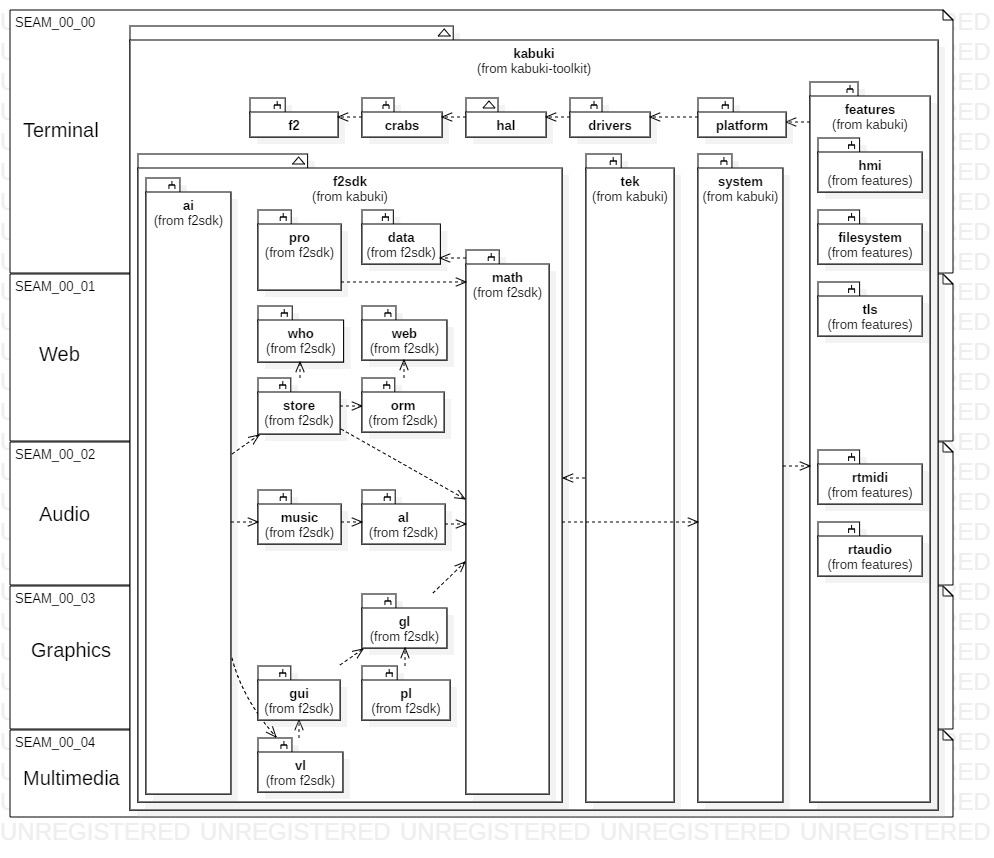 SEAM_00_00
Terminal
kabuki
(from kabuki-toolkit)
f2
crabs
hal
drivers
platform
features
(from kabuki)
hmi
(from features)
filesystem
(from features)
tls
(from features)
rtmidi
(from features)
rtaudio
(from features)
f2sdk
(from kabuki)
tek
(from kabuki)
system
(from kabuki)
ai
(from f2sdk)
pro
(from f2sdk)
data
(from f2sdk)
math
(from f2sdk)
SEAM_00_01
Web
who
(from f2sdk)
web
(from f2sdk)
store
(from f2sdk)
orm
(from f2sdk)
SEAM_00_02
Audio
music
(from f2sdk)
al
(from f2sdk)
SEAM_00_03
Graphics
gl
(from f2sdk)
gui
(from f2sdk)
pl
(from f2sdk)
SEAM_00_04
Multimedia
vl
(from f2sdk)
UNREGISTERED UNREGISTERED UNREGISTERED UNREGISTERED UNREGISTERED